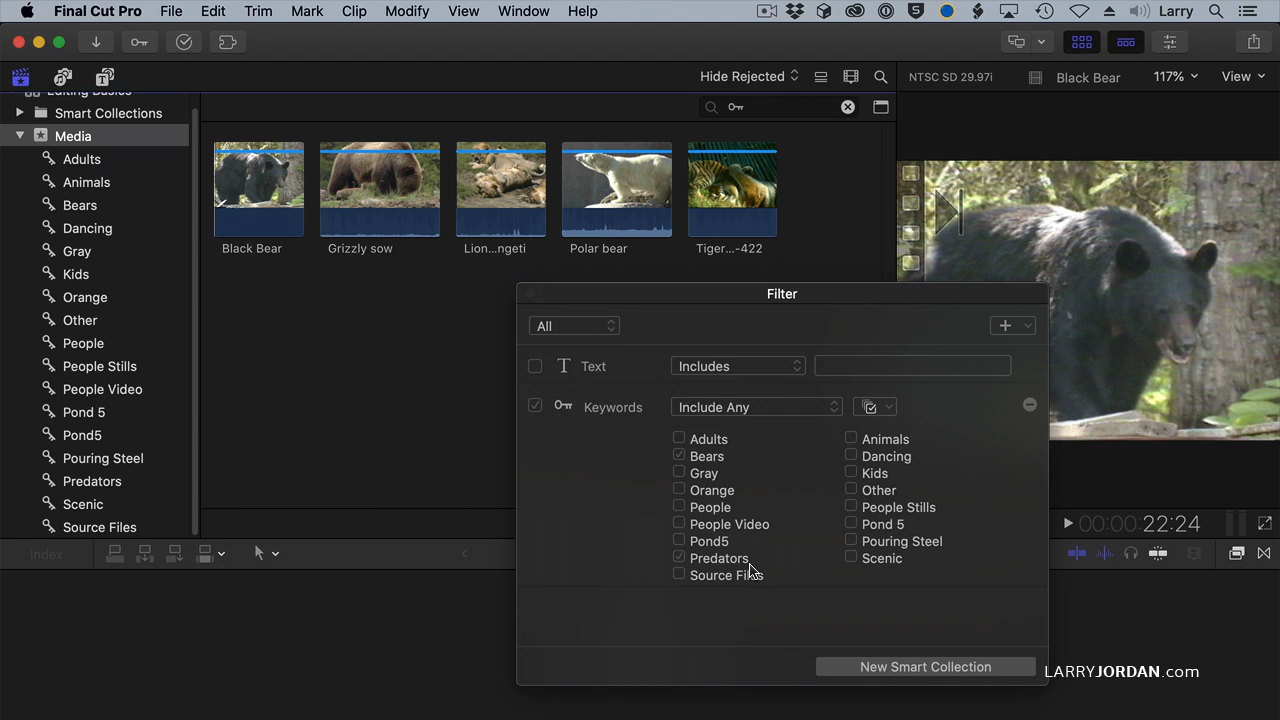 Final Cut Pro File Edit Trim Mark Clip Modify View Window Help Larry
Hide Rejected NTSC SD 29.97i Black Bear 117% View
Editing Basics
Smart Collections
Media
Adults
Animals
Bears
Dancing
Gray
Kids
Orange
Other
People
People Stills
People Video
Pond 5
Pond5
Pouring Steel
Predators
Scenic
Source Files
Black Bear Grizzly sow Lion...ngeti Polar bear Tiger...-422
Filter
All
Text Includes
Keywords Include Any
Adults Animals
Bears Dancing
Gray Kids
Orange Other
People People Stills
People Video Pond 5
Pond5 Pouring Steel
Predators Scenic
Source Files
New Smart Collection
00:00:22:24
Index
LARRYJORDAN.com